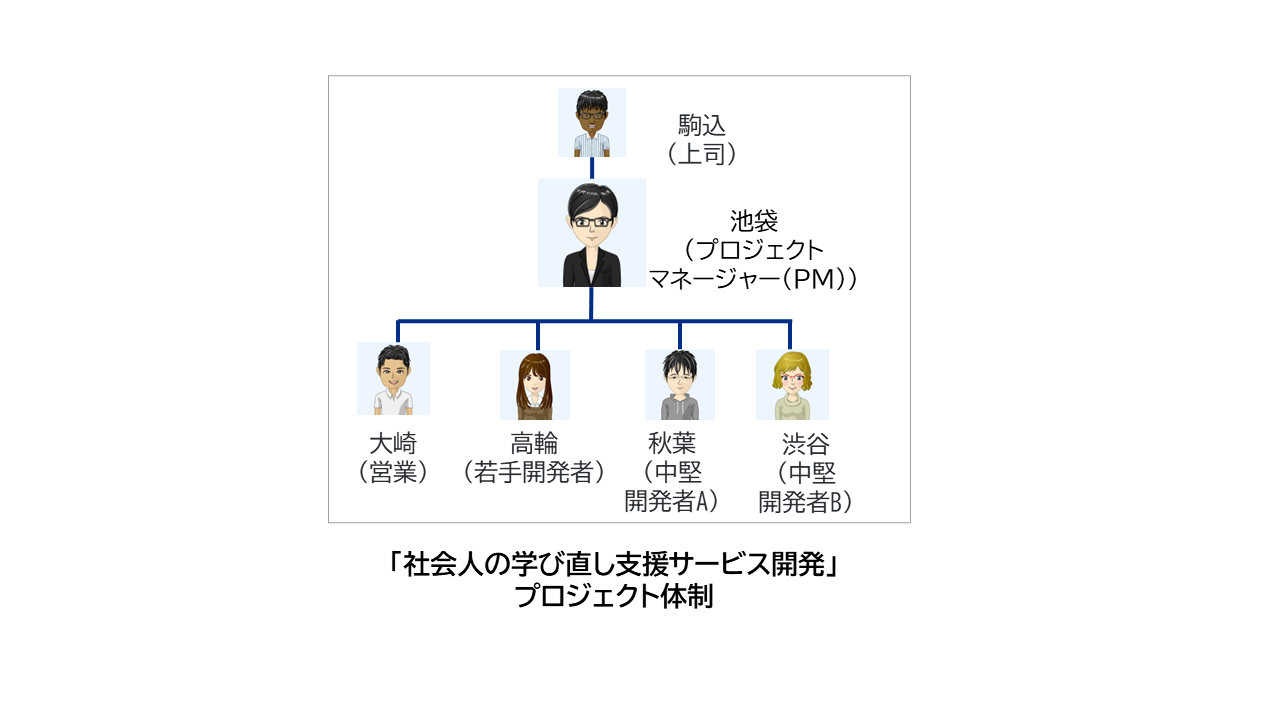 駒込
（上司）
池袋
（プロジェクト
マネージャー（PM））
大崎
（営業）
高輪
（若手開発者）
秋葉
（中堅
開発者A）
渋谷
（中堅
開発者B）
「社会人の学び直し支援サービス開発」
プロジェクト体制